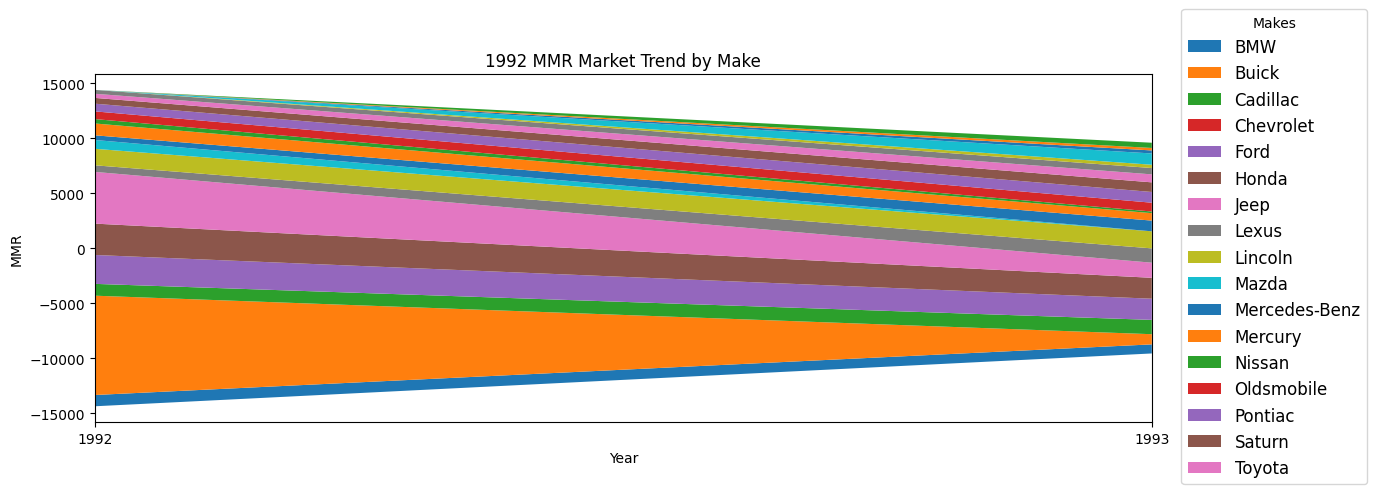 Makes
1992 MMR Market Trend by Make
BMW
Buick
Cadillac
Chevrolet
Ford
Honda
Jeep
Lexus
Lincoln
Mazda
Mercedes-Benz
Mercury
Nissan
Oldsmobile
Pontiac
Saturn
Toyota
15000
10000
5000
0
−5000
−10000
−15000
MMR
1992
1993
Year